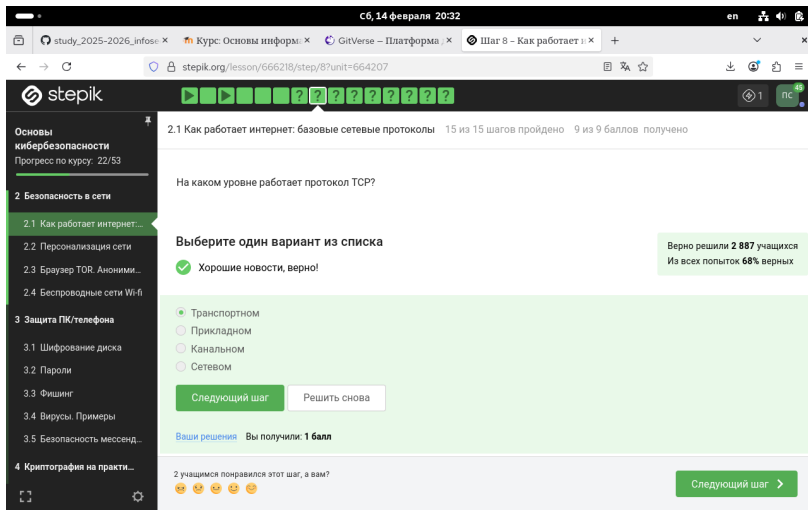 Сб, 14 февраля 20:32
en
study_2025-2026_infose
Курс: Основы информа
GitVerse – Платформа д
Шаг 8 – Как работает и
stepik.org/lesson/666218/step/8?unit=664207
stepik
1
ПС
45
Основы кибербезопасности
Прогресс по курсу: 22/53
2 Безопасность в сети
2.1 Как работает интернет:...
2.2 Персонализация сети
2.3 Браузер TOR. Аноними...
2.4 Беспроводные сети Wi-fi
3 Защита ПК/телефона
3.1 Шифрование диска
3.2 Пароли
3.3 Фишинг
3.4 Вирусы. Примеры
3.5 Безопасность мессенд...
4 Криптография на практи...
2.1 Как работает интернет: базовые сетевые протоколы 15 из 15 шагов пройдено 9 из 9 баллов получено
На каком уровне работает протокол TCP?
Выберите один вариант из списка
Хорошие новости, верно!
Верно решили 2 887 учащихся
Из всех попыток 68% верных
Транспортном
Прикладном
Канальном
Сетевом
Следующий шаг
Решить снова
Ваши решения Вы получили: 1 балл
2 учащимся понравился этот шаг, а вам?
Следующий шаг